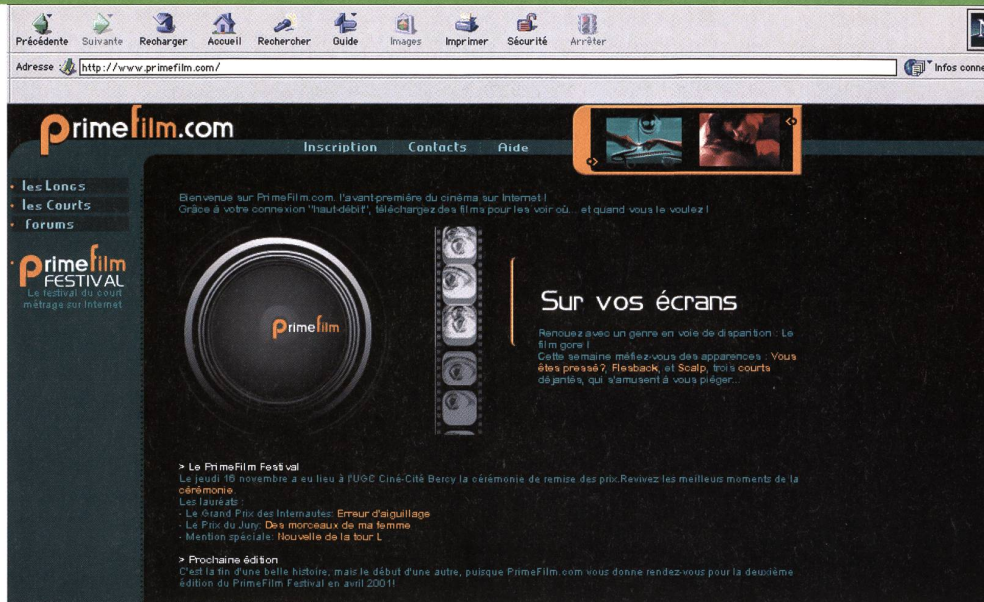 Précédente Suivante Recharger Accueil Rechercher Guide Images Imprimer Sécurité Arrêter
N
Adresse http://www.primefilm.com/ Infos conne
primefilm.com
Inscription Contacts Aide
les Longs
les Courts
forums
primefilm
FESTIVAL
Le festival du court
métrage sur Internet
Bienvenue sur PrimeFilm.com, l'avant-première du cinéma sur Internet !
Grâce à votre connexion "haut-débit", téléchargez des films pour les voir où... et quand vous le voulez !
primefilm
Sur vos écrans
Renouez avec un genre en voie de disparition : Le
film gore !
Cette semaine méfiez-vous des apparences : Vous
êtes pressé?, Flesback, et Scalp, trois courts
déjantés, qui s'amusent à vous piéger...
> Le PrimeFilm Festival
Le jeudi 16 novembre a eu lieu à l'UGC Ciné-Cité Bercy la cérémonie de remise des prix.Revivez les meilleurs moments de la
cérémonie.
Les lauréats :
- Le Grand Prix des Internautes: Erreur d'aiguillage
- Le Prix du Jury: Des morceaux de ma femme
- Mention spéciale: Nouvelle de la tour L
> Prochaine édition
C'est la fin d'une belle histoire, mais le début d'une autre, puisque PrimeFilm.com vous donne rendez-vous pour la deuxième
édition du PrimeFilm Festival en avril 2001!